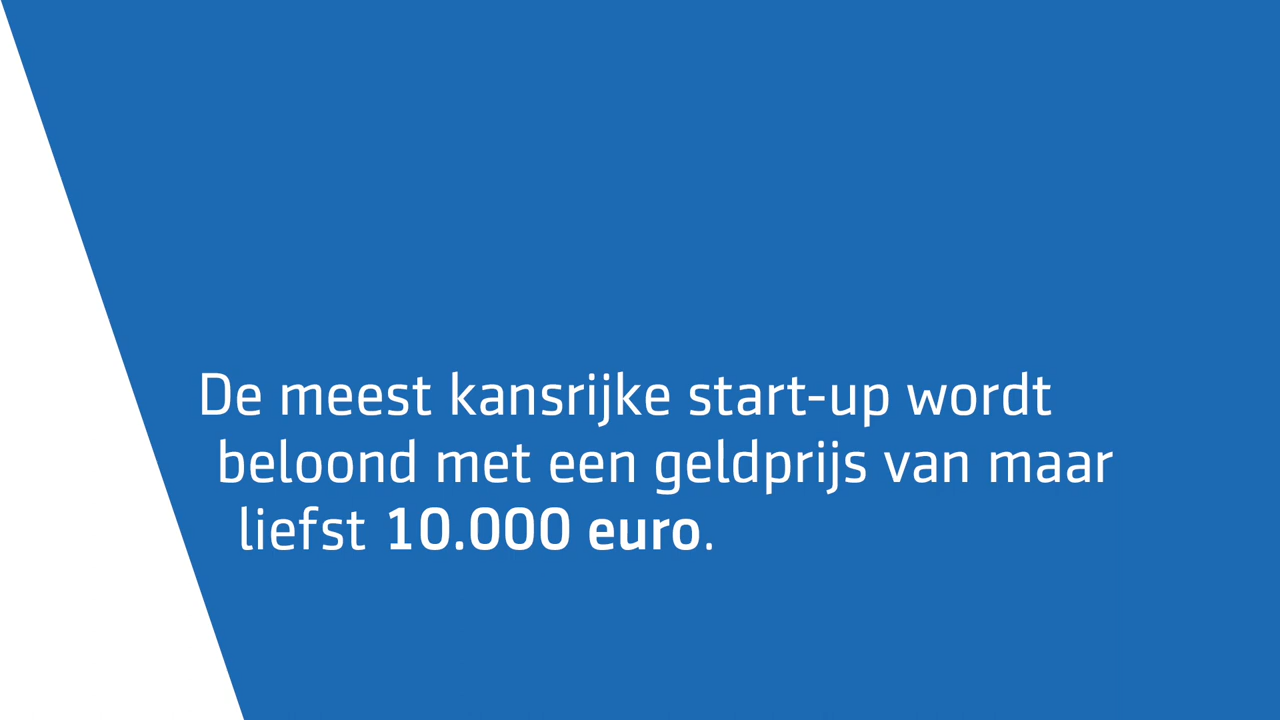 De meest kansrijke start-up wordt
beloond met een geldprijs van maar
liefst 10.000 euro.